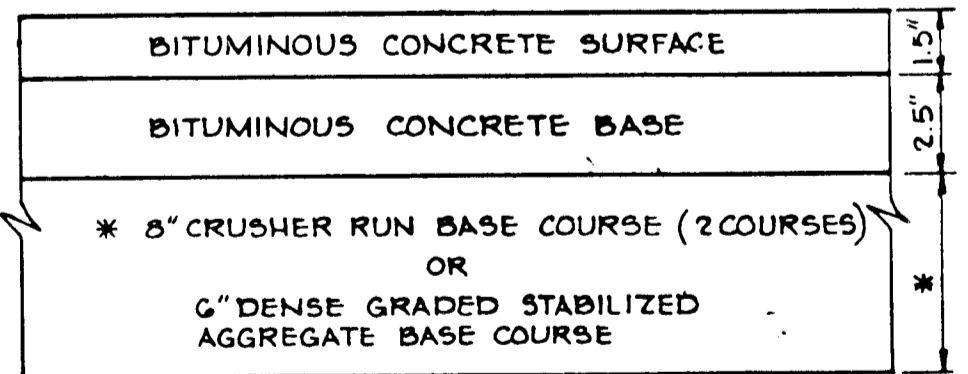 BITUMINOUS CONCRETE SURFACE
1.5"
BITUMINOUS CONCRETE BASE
2.5"
* 8" CRUSHER RUN BASE COURSE (2 COURSES)
OR
6" DENSE GRADED STABILIZED
AGGREGATE BASE COURSE
*